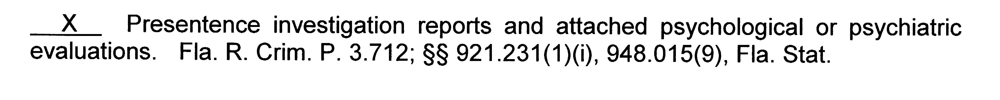 X Presentence investigation reports and attached psychological or psychiatric
evaluations. Fla. R. Crim. P. 3.712; §§ 921.231(1)(i), 948.015(9), Fla. Stat.